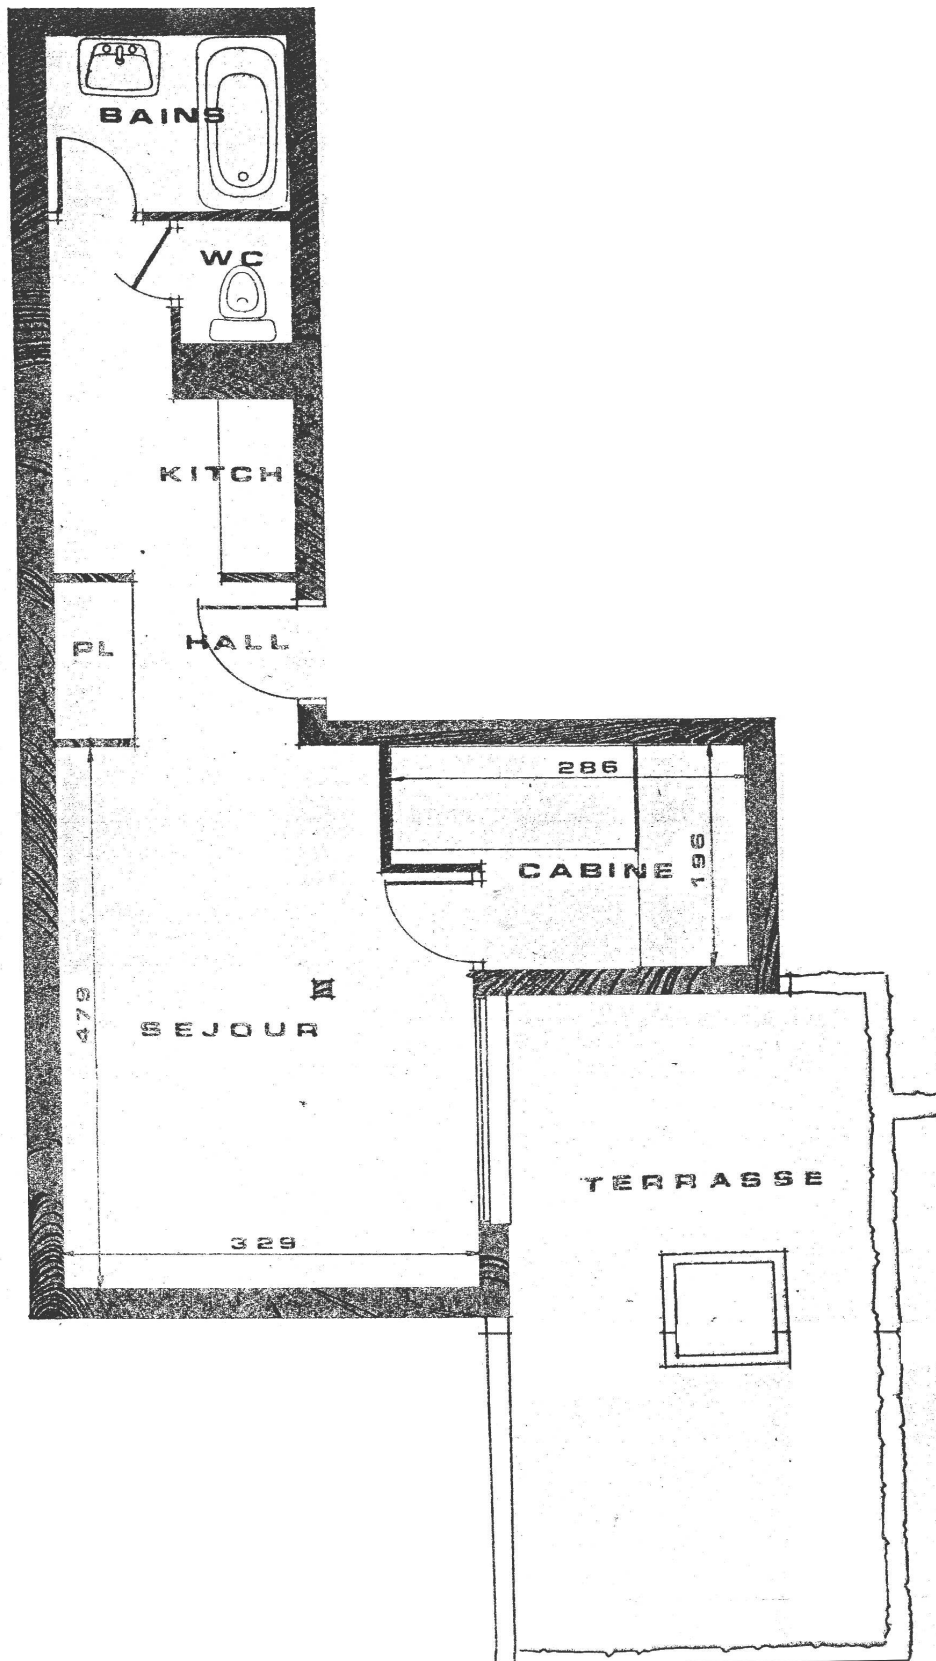 BAINS
WC
KITCH
PL
HALL
286
196
CABINE
479
SEJOUR
TERRASSE
329